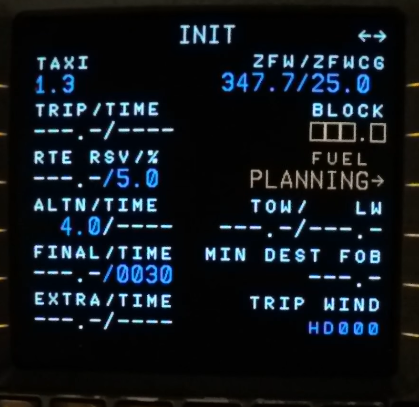 INIT ↔
TAXI ZFW/ZFWCG
1.3 347.7/25.0
TRIP/TIME BLOCK
---.-/---- □□□.□
RTE RSV/% FUEL
---.-/5.0 PLANNING→
ALTN/TIME TOW/ LW
4.0/---- ---.-/---.-
FINAL/TIME MIN DEST FOB
---.-/0030 ---.-
EXTRA/TIME TRIP WIND
---.-/---- HD000